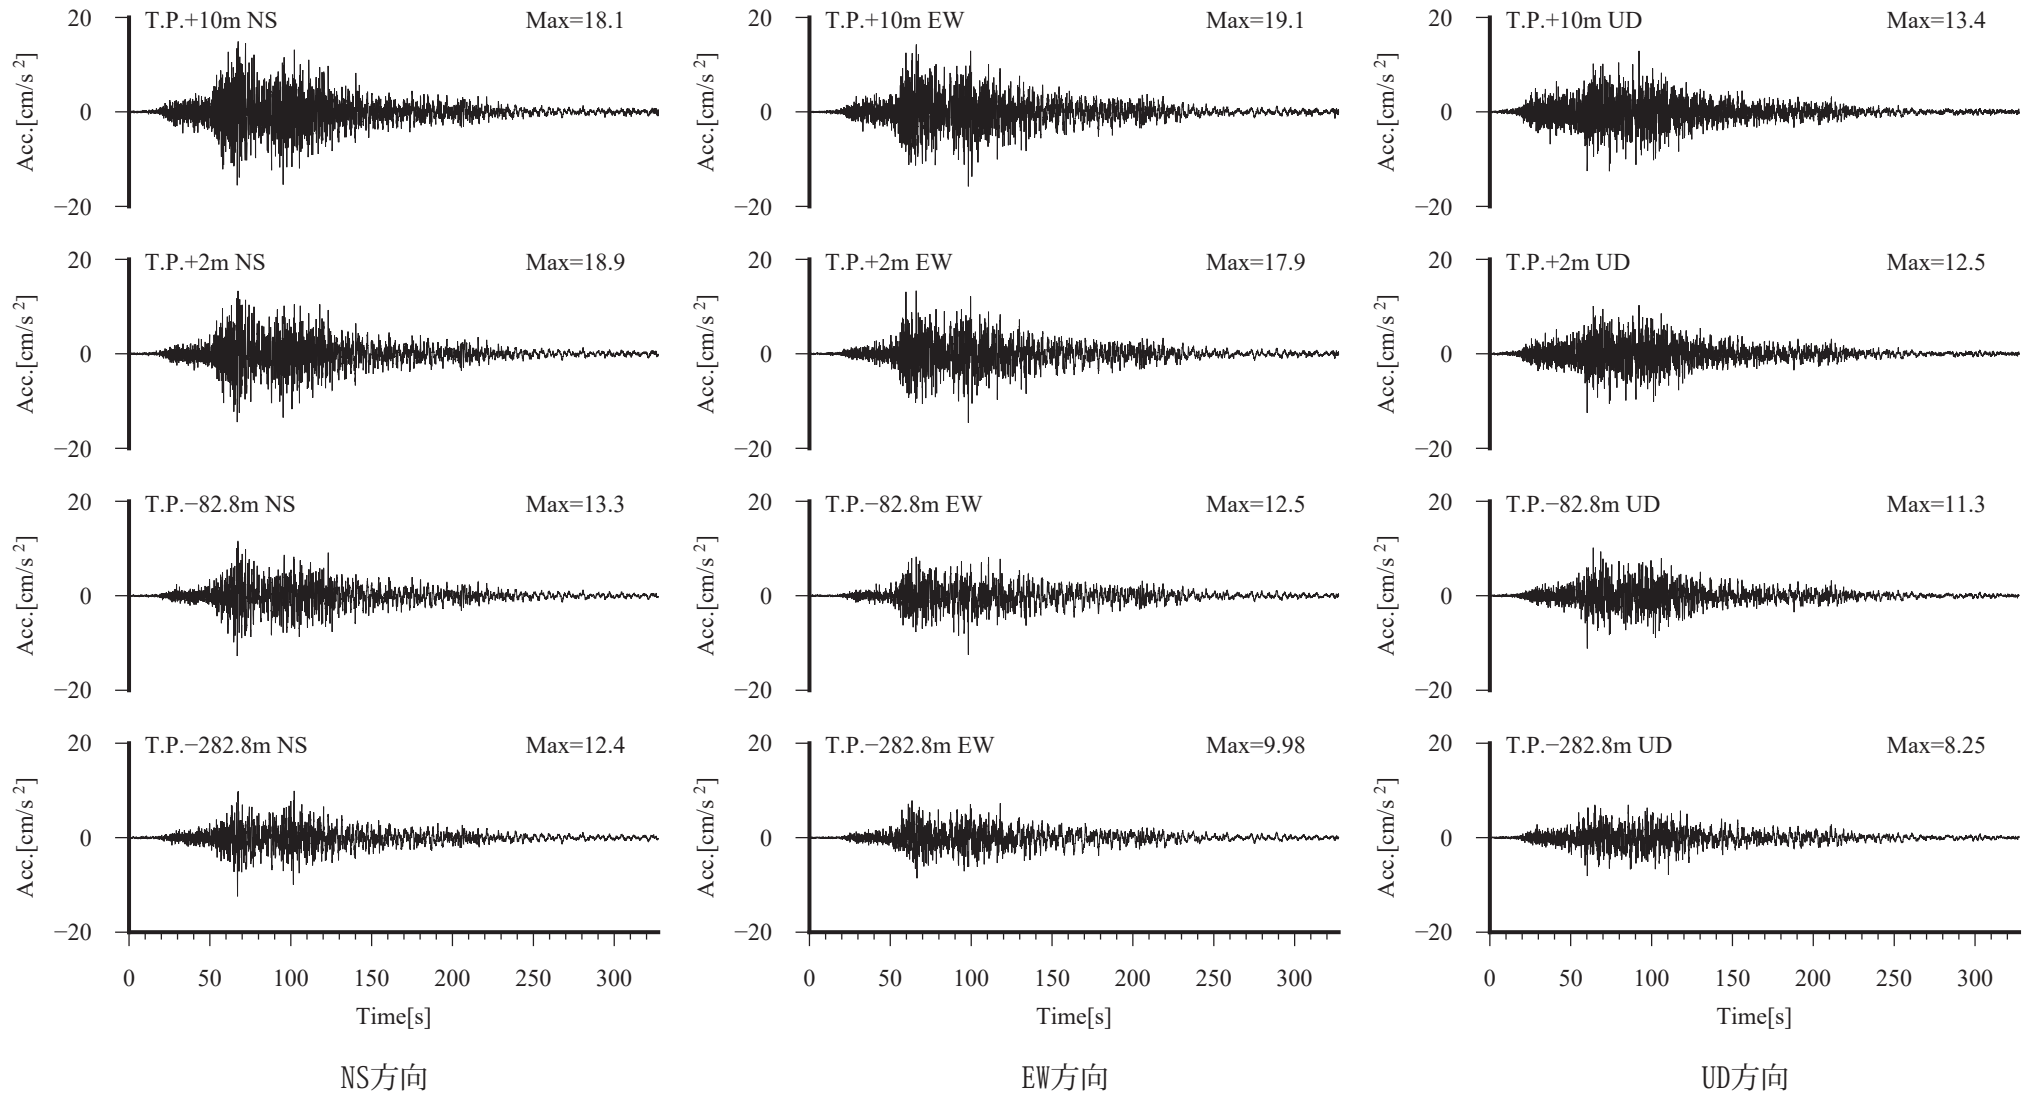 T.P.+10m NS Max=18.1
20
0
−20
Acc.[cm/s ²]
T.P.+10m EW Max=19.1
20
0
−20
Acc.[cm/s ²]
T.P.+10m UD Max=13.4
20
0
−20
Acc.[cm/s ²]
T.P.+2m NS Max=18.9
20
0
−20
Acc.[cm/s ²]
T.P.+2m EW Max=17.9
20
0
−20
Acc.[cm/s ²]
T.P.+2m UD Max=12.5
20
0
−20
Acc.[cm/s ²]
T.P.−82.8m NS Max=13.3
20
0
−20
Acc.[cm/s ²]
T.P.−82.8m EW Max=12.5
20
0
−20
Acc.[cm/s ²]
T.P.−82.8m UD Max=11.3
20
0
−20
Acc.[cm/s ²]
T.P.−282.8m NS Max=12.4
20
0
−20
Acc.[cm/s ²]
T.P.−282.8m EW Max=9.98
20
0
−20
Acc.[cm/s ²]
T.P.−282.8m UD Max=8.25
20
0
−20
Acc.[cm/s ²]
0 50 100 150 200 250 300
Time[s]
NS方向
0 50 100 150 200 250 300
Time[s]
EW方向
0 50 100 150 200 250 300
Time[s]
UD方向